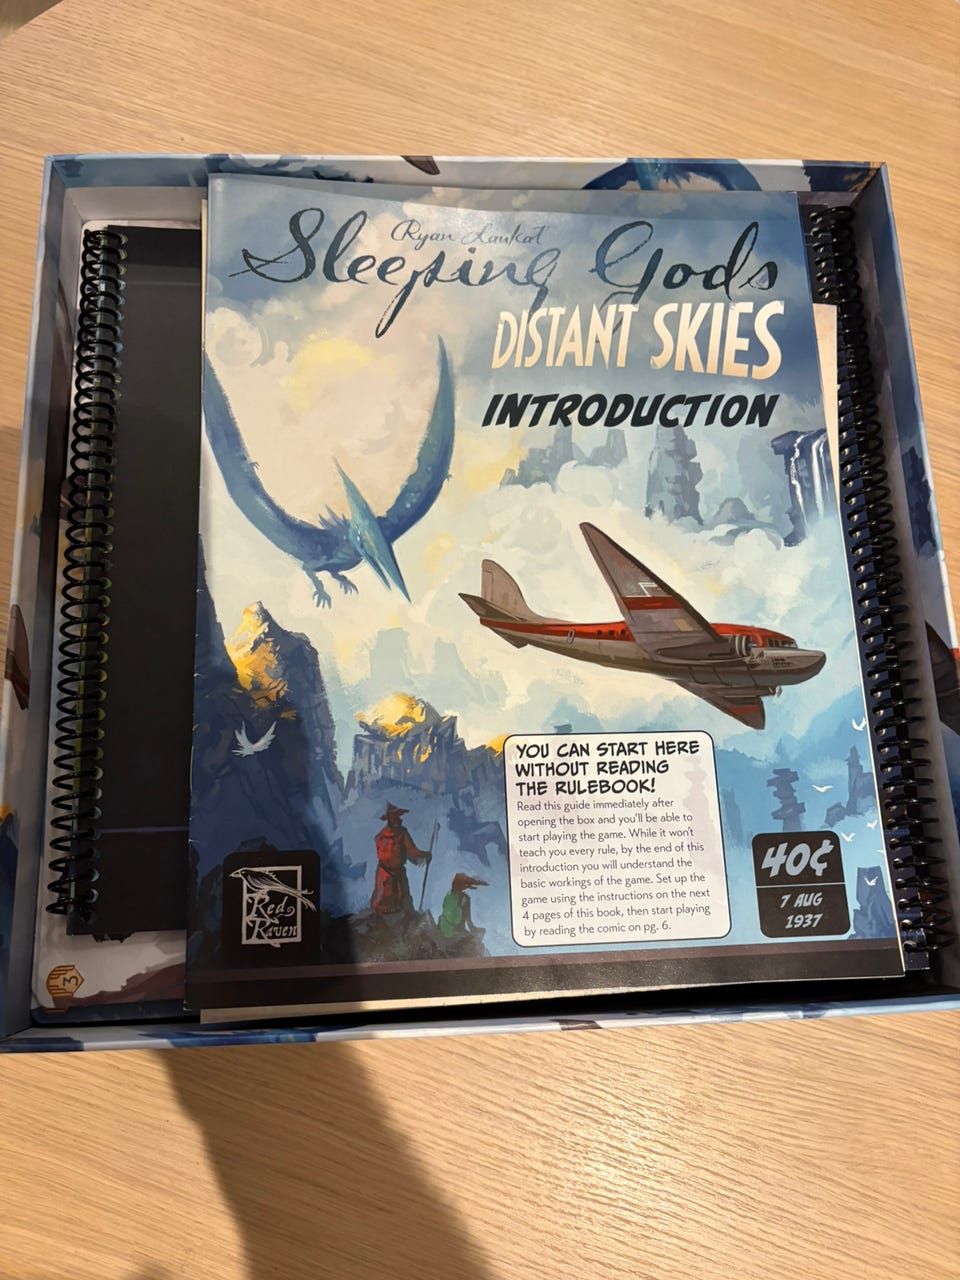 Ryan Laukat
Sleeping Gods
DISTANT SKIES
INTRODUCTION
YOU CAN START HERE
WITHOUT READING
THE RULEBOOK!
Read this guide immediately after
opening the box and you'll be able to
start playing the game. While it won't
teach you every rule, by the end of this
introduction you will understand the
basic workings of the game. Set up the
game using the instructions on the next
4 pages of this book, then start playing
by reading the comic on pg. 6.
40¢
7 AUG
1937
Red
Raven
3